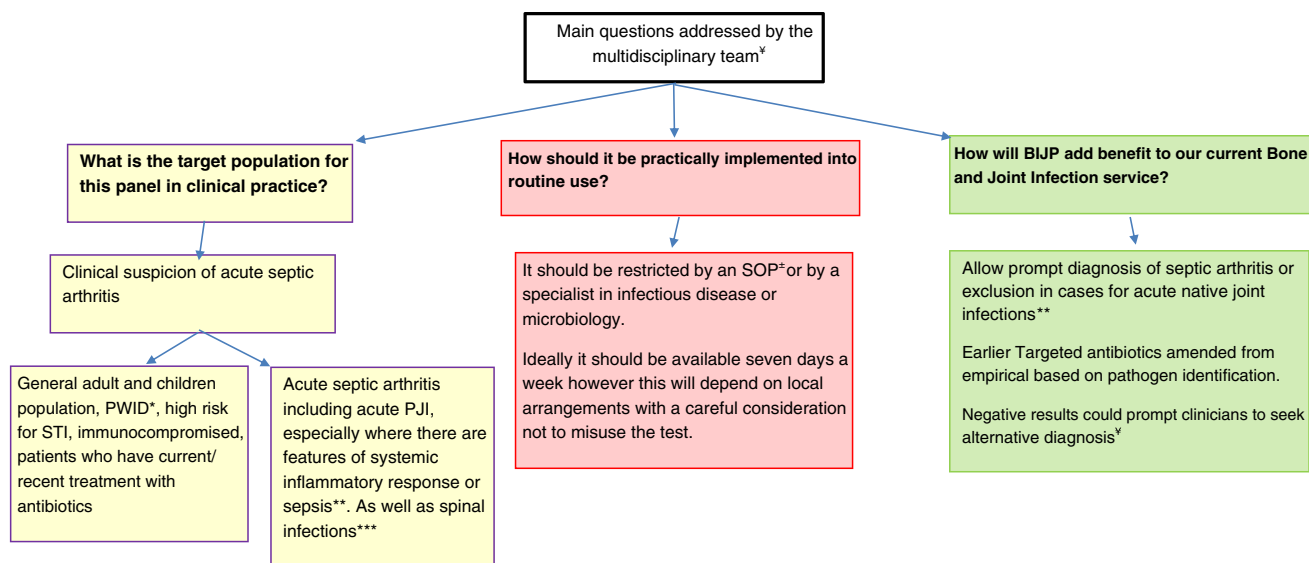 Main questions addressed by the
multidisciplinary team¥
What is the target population for
this panel in clinical practice?
How should it be practically implemented into
routine use?
How will BIJP add benefit to our current Bone
and Joint Infection service?
Clinical suspicion of acute septic
arthritis
It should be restricted by an SOP± or by a
specialist in infectious disease or
microbiology.
Ideally it should be available seven days a
week however this will depend on local
arrangements with a careful consideration
not to misuse the test.
Allow prompt diagnosis of septic arthritis or
exclusion in cases for acute native joint
infections**
Earlier Targeted antibiotics amended from
empirical based on pathogen identification.
Negative results could prompt clinicians to seek
alternative diagnosis¥
General adult and children
population, PWID*, high risk
for STI, immunocompromised,
patients who have current/
recent treatment with
antibiotics
Acute septic arthritis
including acute PJI,
especially where there are
features of systemic
inflammatory response or
sepsis**. As well as spinal
infections***